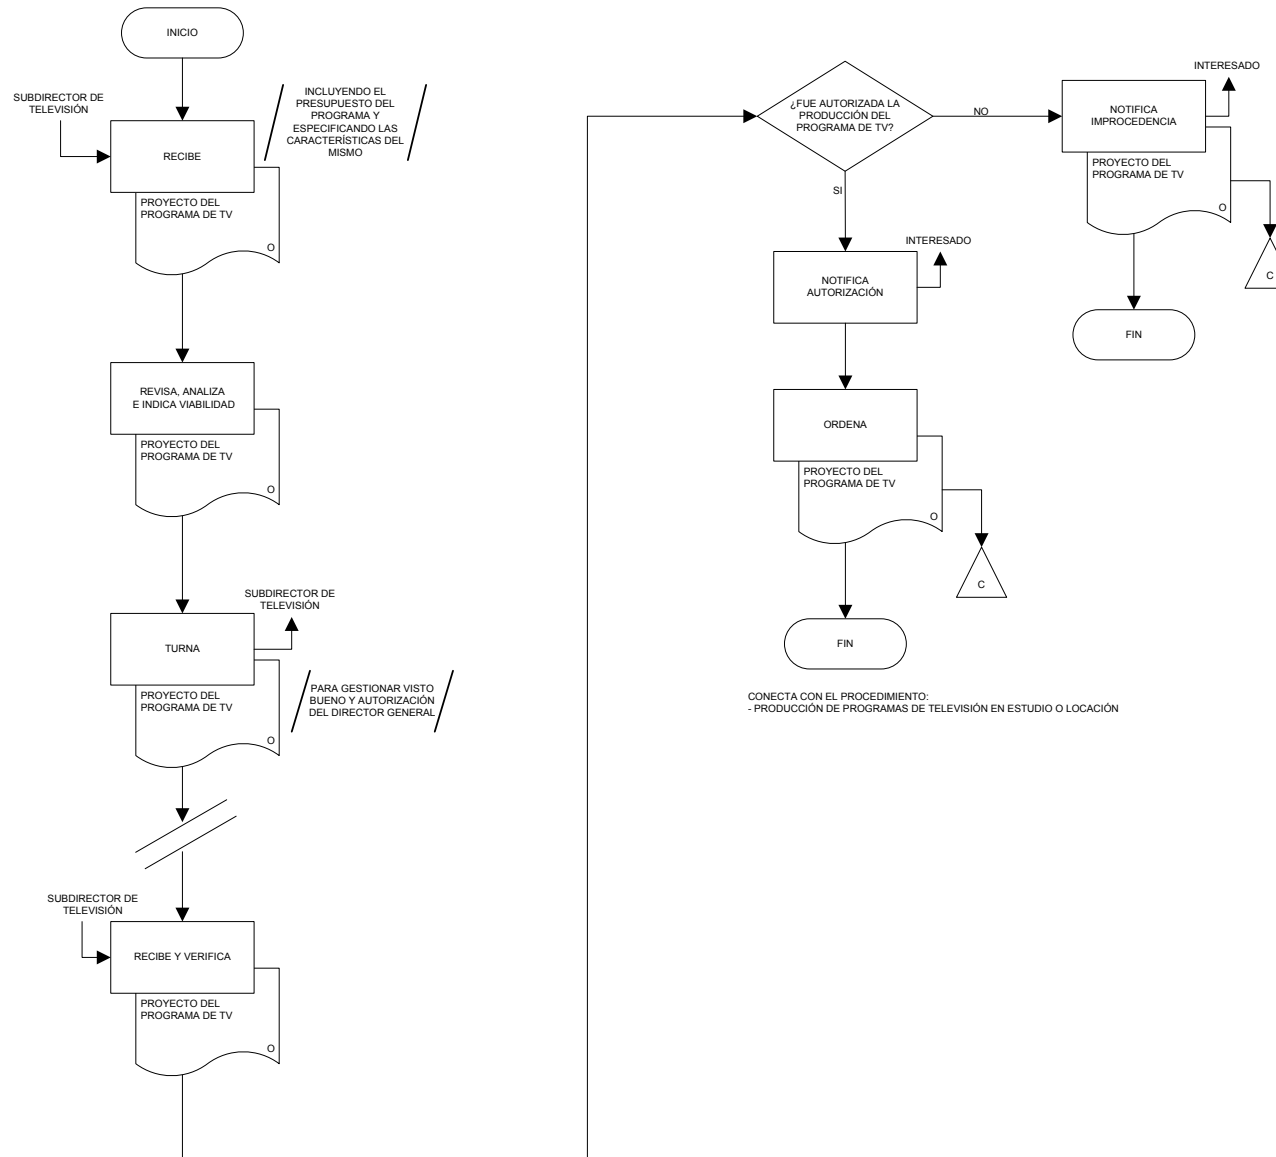 INICIO
SUBDIRECTOR DE
TELEVISIÓN
INCLUYENDO EL
PRESUPUESTO DEL
PROGRAMA Y
ESPECIFICANDO LAS
CARACTERÍSTICAS DEL
MISMO
RECIBE
PROYECTO DEL
PROGRAMA DE TV
O
REVISA, ANALIZA
E INDICA VIABILIDAD
PROYECTO DEL
PROGRAMA DE TV
O
SUBDIRECTOR DE
TELEVISIÓN
TURNA
PROYECTO DEL
PROGRAMA DE TV
O
PARA GESTIONAR VISTO
BUENO Y AUTORIZACIÓN
DEL DIRECTOR GENERAL
SUBDIRECTOR DE
TELEVISIÓN
RECIBE Y VERIFICA
PROYECTO DEL
PROGRAMA DE TV
O
¿FUE AUTORIZADA LA
PRODUCCIÓN DEL
PROGRAMA DE TV?
NO
INTERESADO
NOTIFICA
IMPROCEDENCIA
PROYECTO DEL
PROGRAMA DE TV
O
C
FIN
SI
INTERESADO
NOTIFICA
AUTORIZACIÓN
ORDENA
PROYECTO DEL
PROGRAMA DE TV
O
C
FIN
CONECTA CON EL PROCEDIMIENTO:
- PRODUCCIÓN DE PROGRAMAS DE TELEVISIÓN EN ESTUDIO O LOCACIÓN